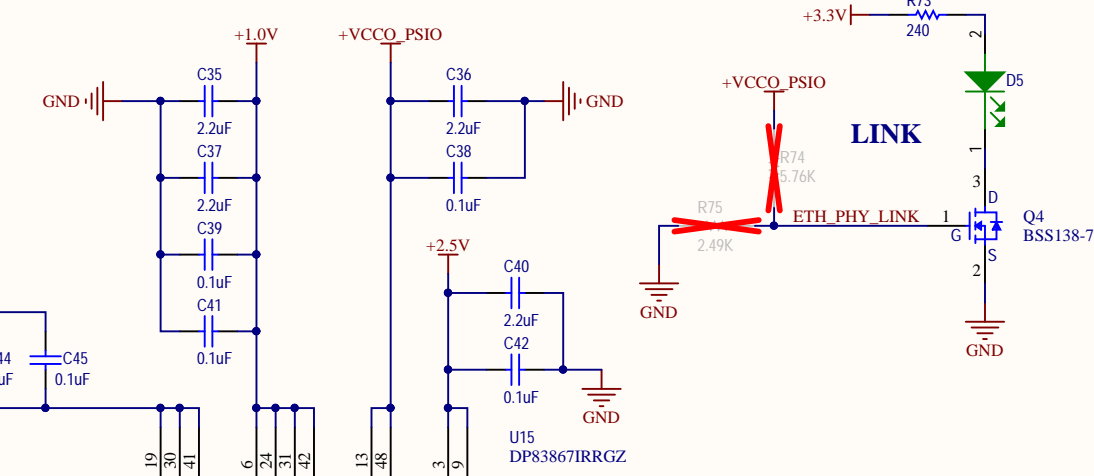 +1.0V
GND
C35
2.2uF
C37
2.2uF
C39
0.1uF
C41
0.1uF
44
uF
C45
0.1uF
19
30
41
6
24
31
42
+VCCO_PSIO
C36
2.2uF
GND
C38
0.1uF
+2.5V
C40
2.2uF
C42
0.1uF
GND
13
48
3
9
U15
DP83867IRRGZ
+3.3V
R73
240
2
D5
1
LINK
+VCCO_PSIO
R74
5.76K
R75
2.49K
GND
ETH_PHY_LINK
1
G
3
D
S
2
Q4
BSS138-7
GND